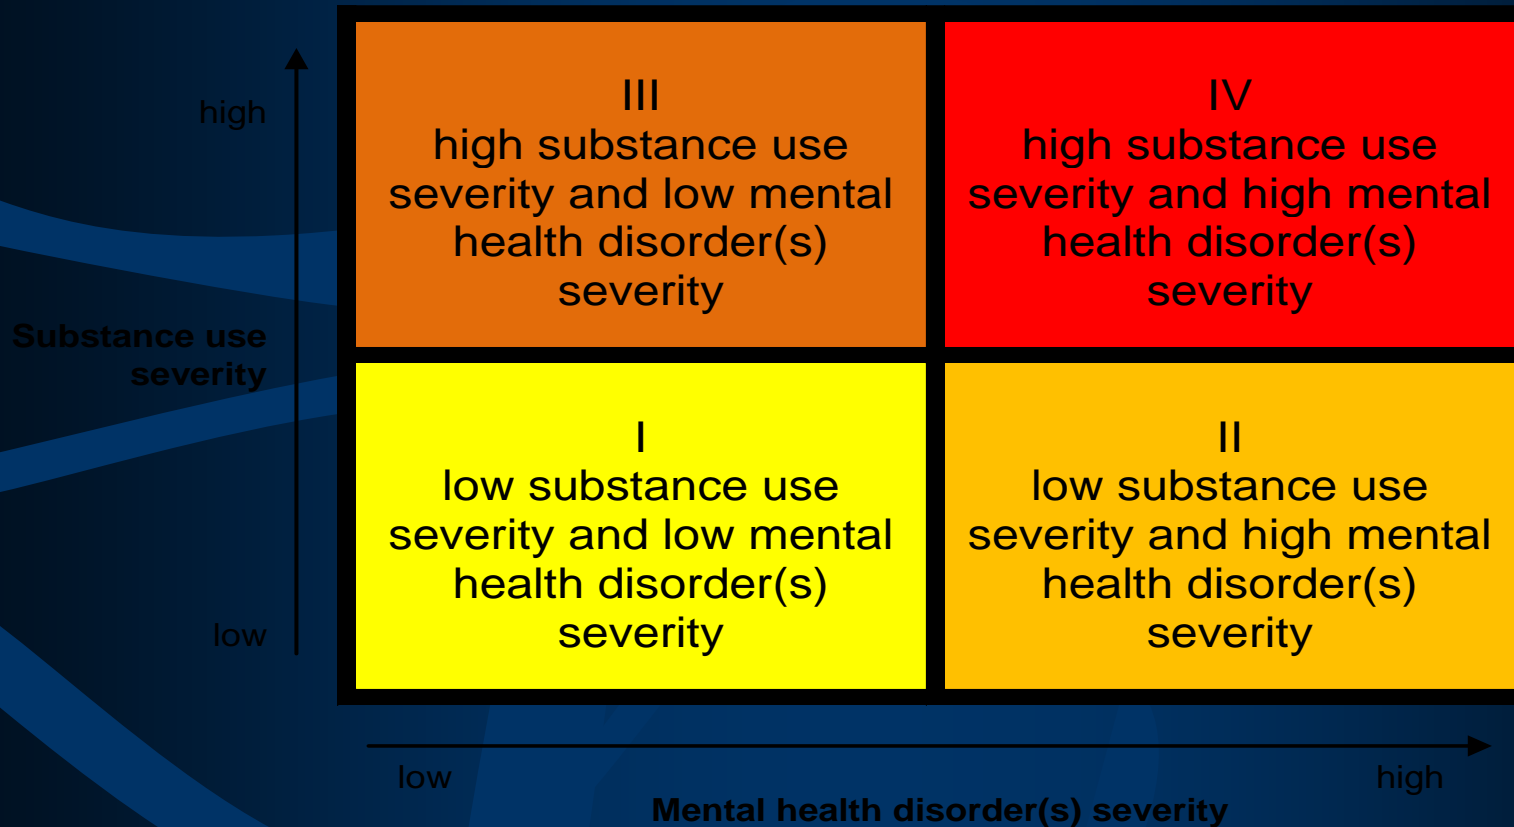 high
Substance use
severity
low
III
high substance use
severity and low mental
health disorder(s)
severity
IV
high substance use
severity and high mental
health disorder(s)
severity
I
low substance use
severity and low mental
health disorder(s)
severity
II
low substance use
severity and high mental
health disorder(s)
severity
low
high
Mental health disorder(s) severity